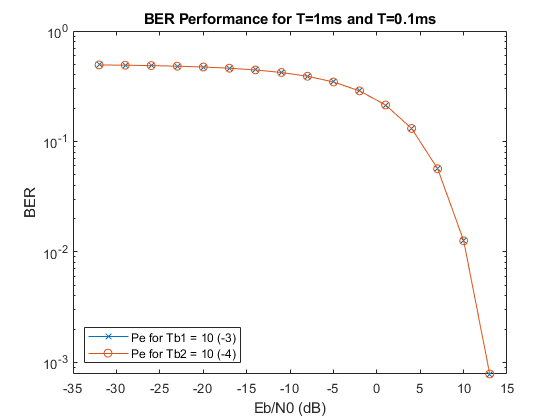 BER Performance for T=1ms and T=0.1ms
10^0
10^-1
10^-2
10^-3
BER
Pe for Tb1 = 10 (-3)
Pe for Tb2 = 10 (-4)
-35 -30 -25 -20 -15 -10 -5 0 5 10 15
Eb/N0 (dB)